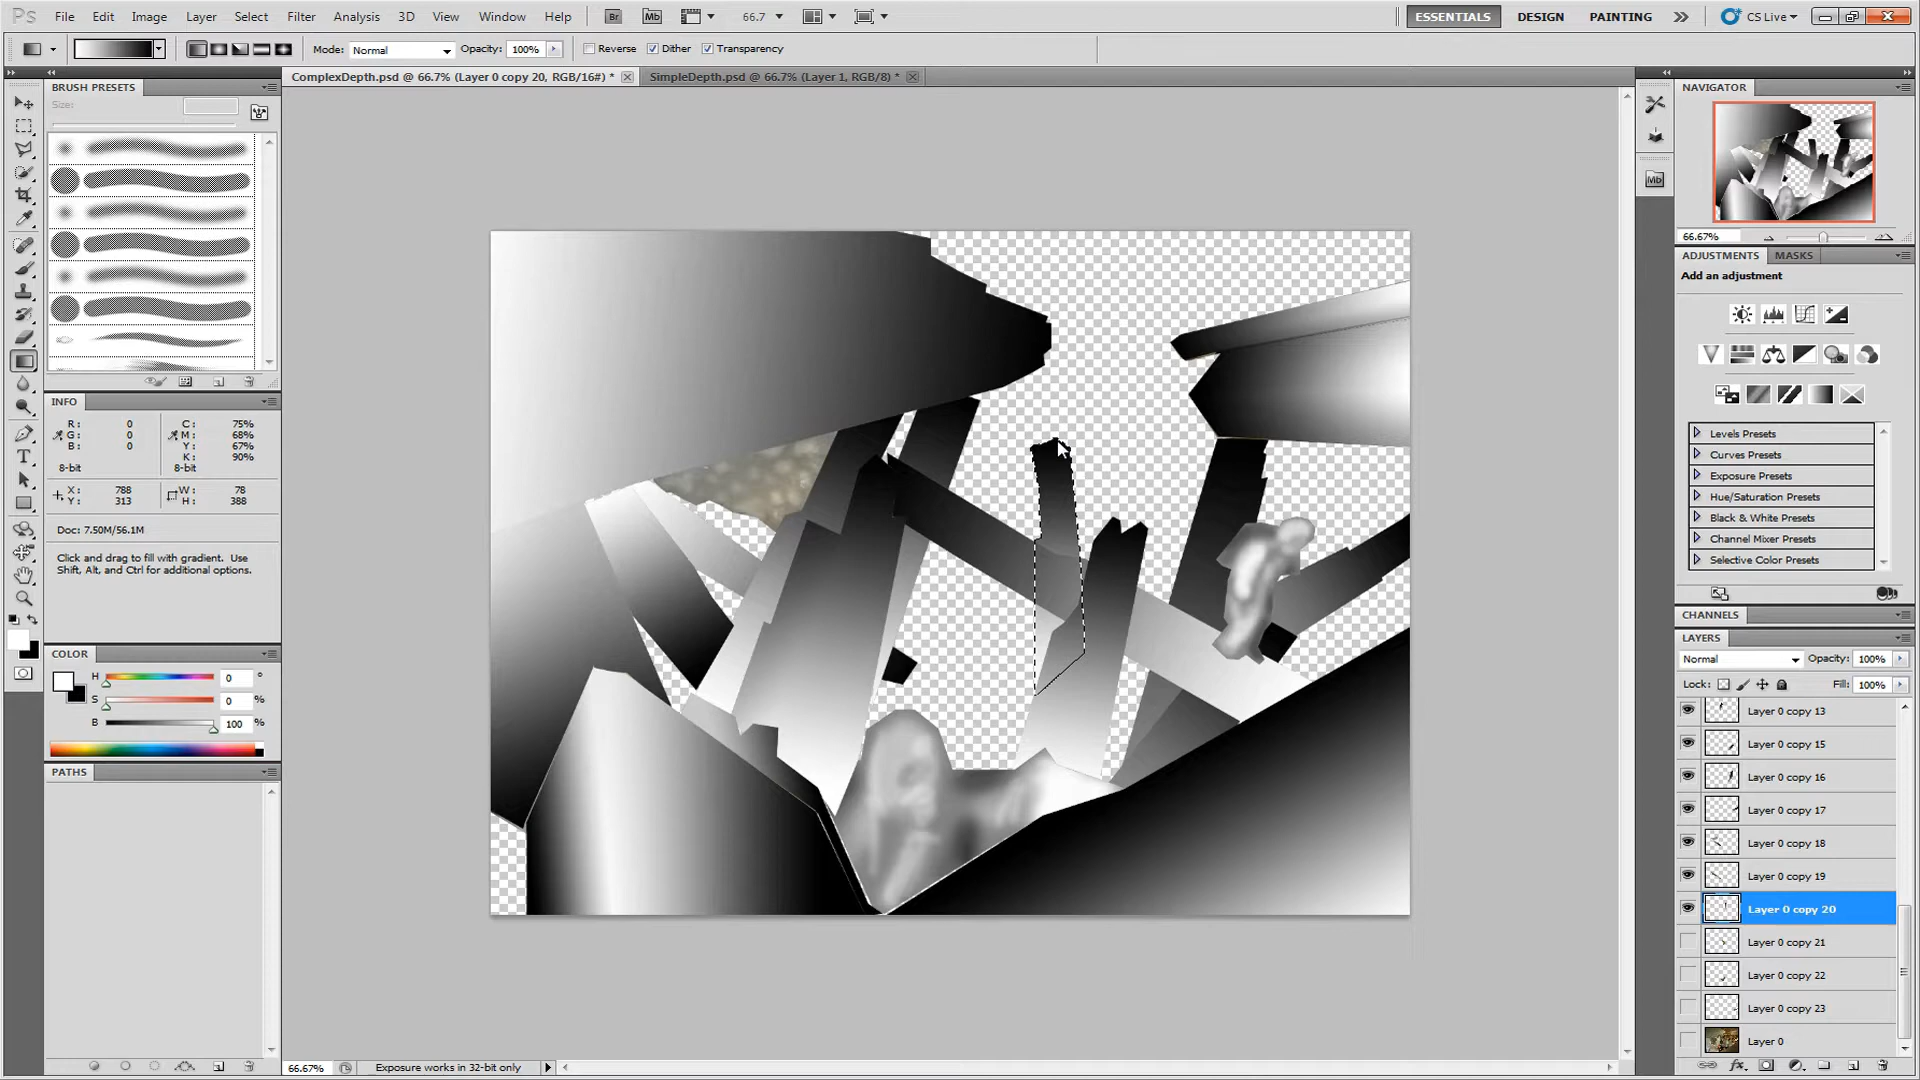 Ps File Edit Image Layer Select Filter Analysis 3D View Window Help Br Mb 66.7 ESSENTIALS DESIGN PAINTING CS Live
Mode: Normal Opacity: 100% Reverse Dither Transparency
ComplexDepth.psd @ 66.7% (Layer 0 copy 20, RGB/16#) * SimpleDepth.psd @ 66.7% (Layer 1, RGB/8) *
BRUSH PRESETS
Size:
INFO
R: 0 C: 75%
G: 0 M: 68%
B: 0 Y: 67%
K: 90%
8-bit 8-bit
X: 788 W: 78
Y: 313 H: 388
Doc: 7.50M/56.1M
Click and drag to fill with gradient. Use
Shift, Alt, and Ctrl for additional options.
COLOR
H 0 °
S 0 %
B 100 %
PATHS
66.67% Exposure works in 32-bit only
Mb
NAVIGATOR
66.67%
ADJUSTMENTS MASKS
Add an adjustment
Levels Presets
Curves Presets
Exposure Presets
Hue/Saturation Presets
Black & White Presets
Channel Mixer Presets
Selective Color Presets
CHANNELS
LAYERS
Normal Opacity: 100%
Lock: Fill: 100%
Layer 0 copy 13
Layer 0 copy 15
Layer 0 copy 16
Layer 0 copy 17
Layer 0 copy 18
Layer 0 copy 19
Layer 0 copy 20
Layer 0 copy 21
Layer 0 copy 22
Layer 0 copy 23
Layer 0
fx